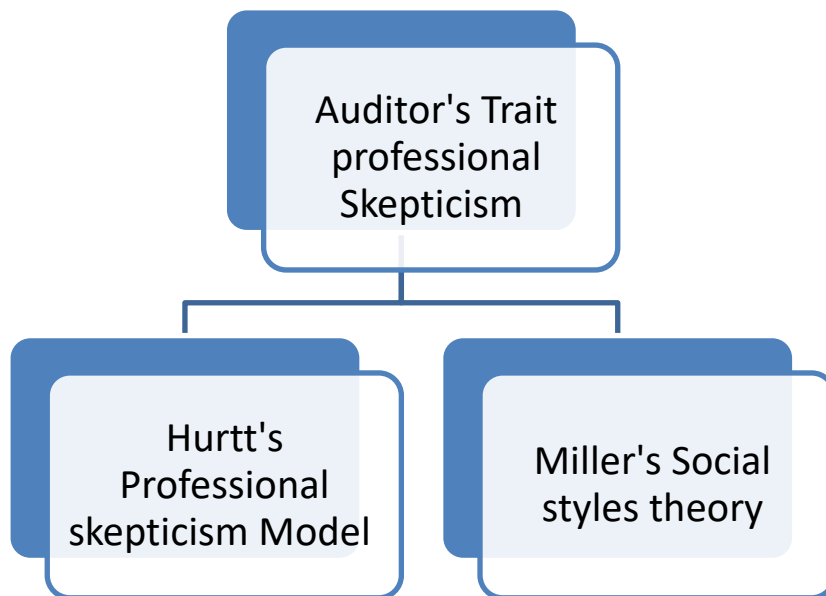 Auditor's Trait
professional
Skepticism
Hurtt's
Professional
skepticism Model
Miller's Social
styles theory